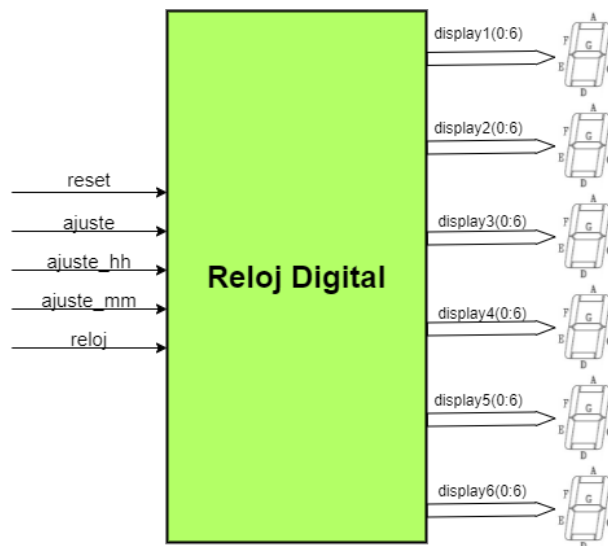 reset
ajuste
ajuste_hh
ajuste_mm
reloj
Reloj Digital
display1(0:6)
A
F
G
E
D
display2(0:6)
A
F
G
E
D
display3(0:6)
A
F
G
E
D
display4(0:6)
A
F
G
E
D
display5(0:6)
A
F
G
E
D
display6(0:6)
A
F
G
E
D